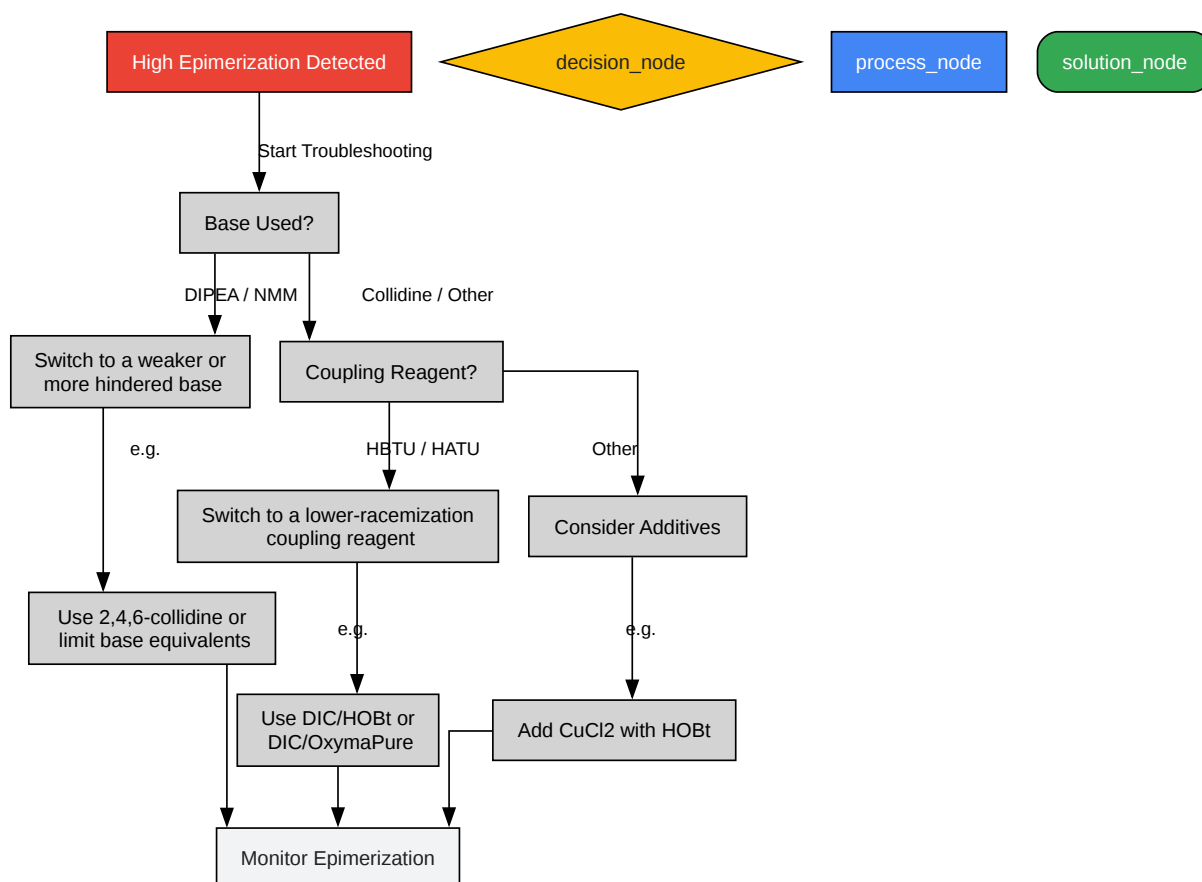 High Epimerization Detected
decision_node
process_node
solution_node
Start Troubleshooting
Base Used?
DIPEA / NMM
Collidine / Other
Switch to a weaker or
more hindered base
Coupling Reagent?
e.g.
HBTU / HATU
Other
Switch to a lower-racemization
coupling reagent
Consider Additives
Use 2,4,6-collidine or
limit base equivalents
e.g.
e.g.
Use DIC/HOBt or
DIC/OxymaPure
Add CuCl2 with HOBt
Monitor Epimerization